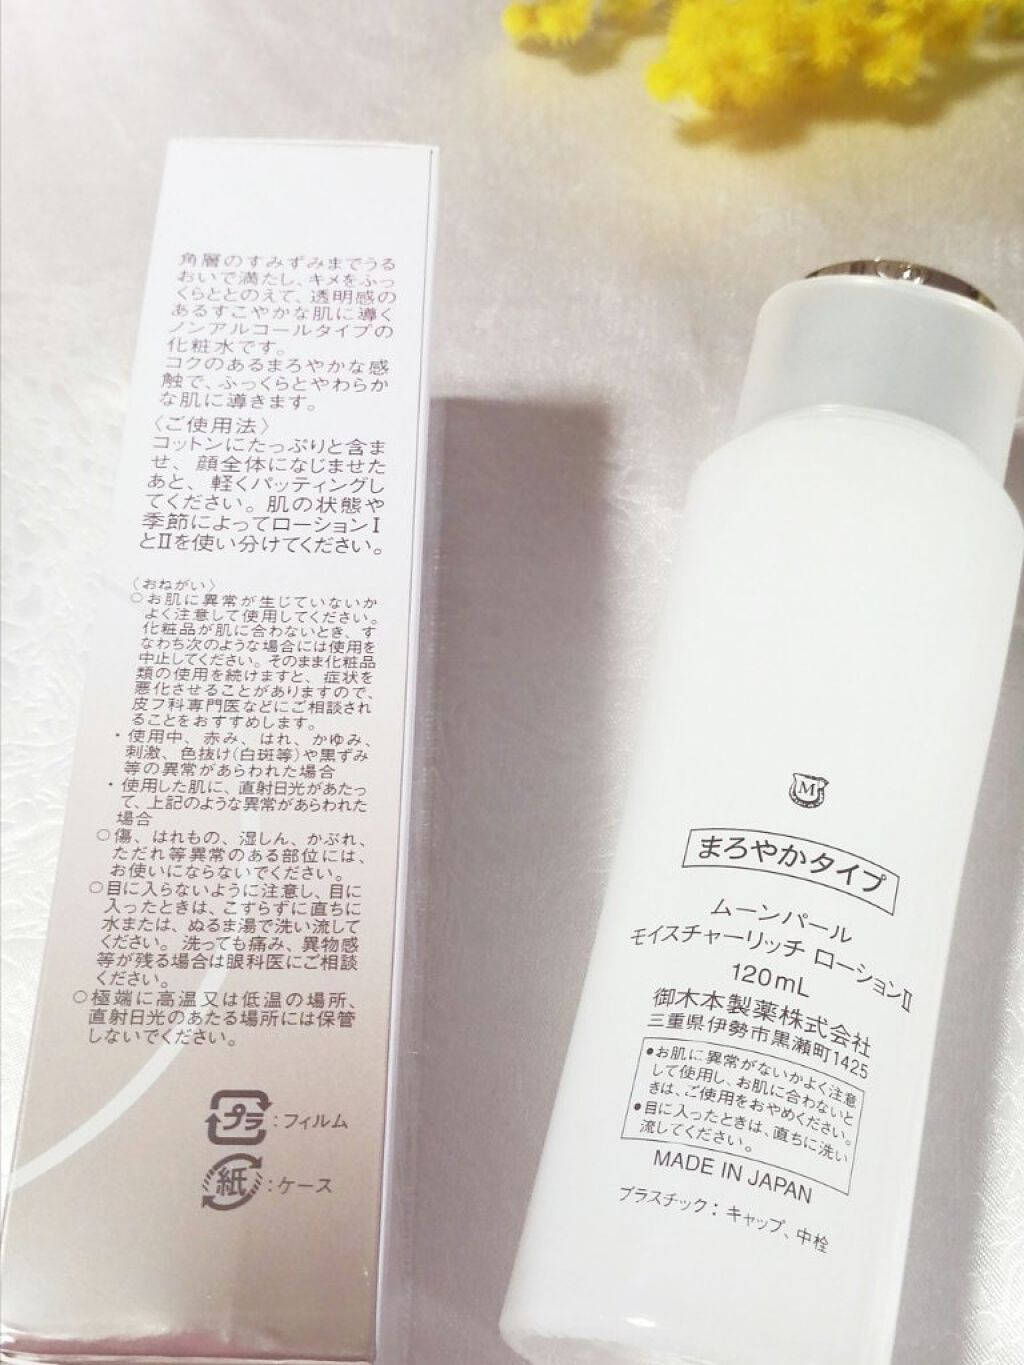 角層のすみずみまでうる
おいで満たし、キメをふっ
くらととのえて、透明感の
あるすこやかな肌に導く
ノンアルコールタイプの
化粧水です。
コクのあるまろやかな感
触で、ふっくらとやわらか
な肌に導きます。
〈ご使用法〉
コットンにたっぷりと含ま
せ、顔全体になじませた
あと、軽くパッティングし
てください。肌の状態や
季節によってローションⅠ
とⅡを使い分けてください。
〈おねがい〉
○お肌に異常が生じていないか
よく注意して使用してください。
化粧品が肌に合わないとき、す
なわち次のような場合には使用を
中止してください。そのまま化粧品
類の使用を続けますと、症状を
悪化させることがありますので、
皮フ科専門医などにご相談され
ることをおすすめします。
・使用中、赤み、はれ、かゆみ、
刺激、色抜け(白斑等)や黒ずみ
等の異常があらわれた場合
・使用した肌に、直射日光があたっ
て、上記のような異常があらわれた
場合
○傷、はれもの、湿しん、かぶれ、
ただれ等異常のある部位には、
お使いにならないでください。
○目に入らないように注意し、目に
入ったときは、こすらずに直ちに
水または、ぬるま湯で洗い流して
ください。洗っても痛み、異物感
等が残る場合は眼科医にご相談
ください。
○極端に高温又は低温の場所、
直射日光のあたる場所には保管
しないでください。
プラ:フィルム
紙:ケース
M
まろやかタイプ
ムーンパール
モイスチャーリッチ ローションⅡ
120mL
御木本製薬株式会社
三重県伊勢市黒瀬町1425
●お肌に異常がないかよく注意
して使用し、お肌に合わないと
きは、ご使用をおやめください。
●目に入ったときは、直ちに洗い
流してください。
MADE IN JAPAN
プラスチック：キャップ、中栓